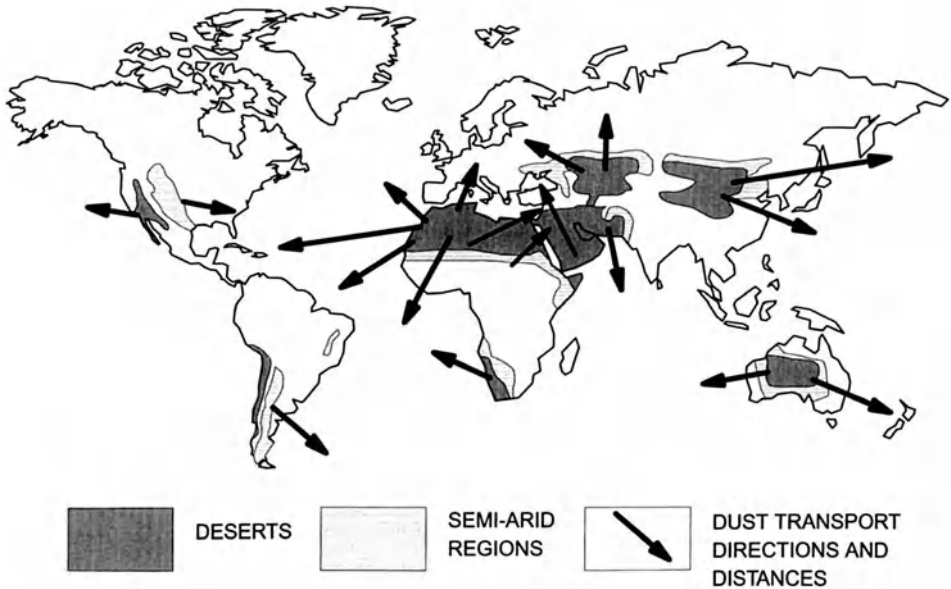 DESERTS
SEMI-ARID
REGIONS
DUST TRANSPORT
DIRECTIONS AND
DISTANCES